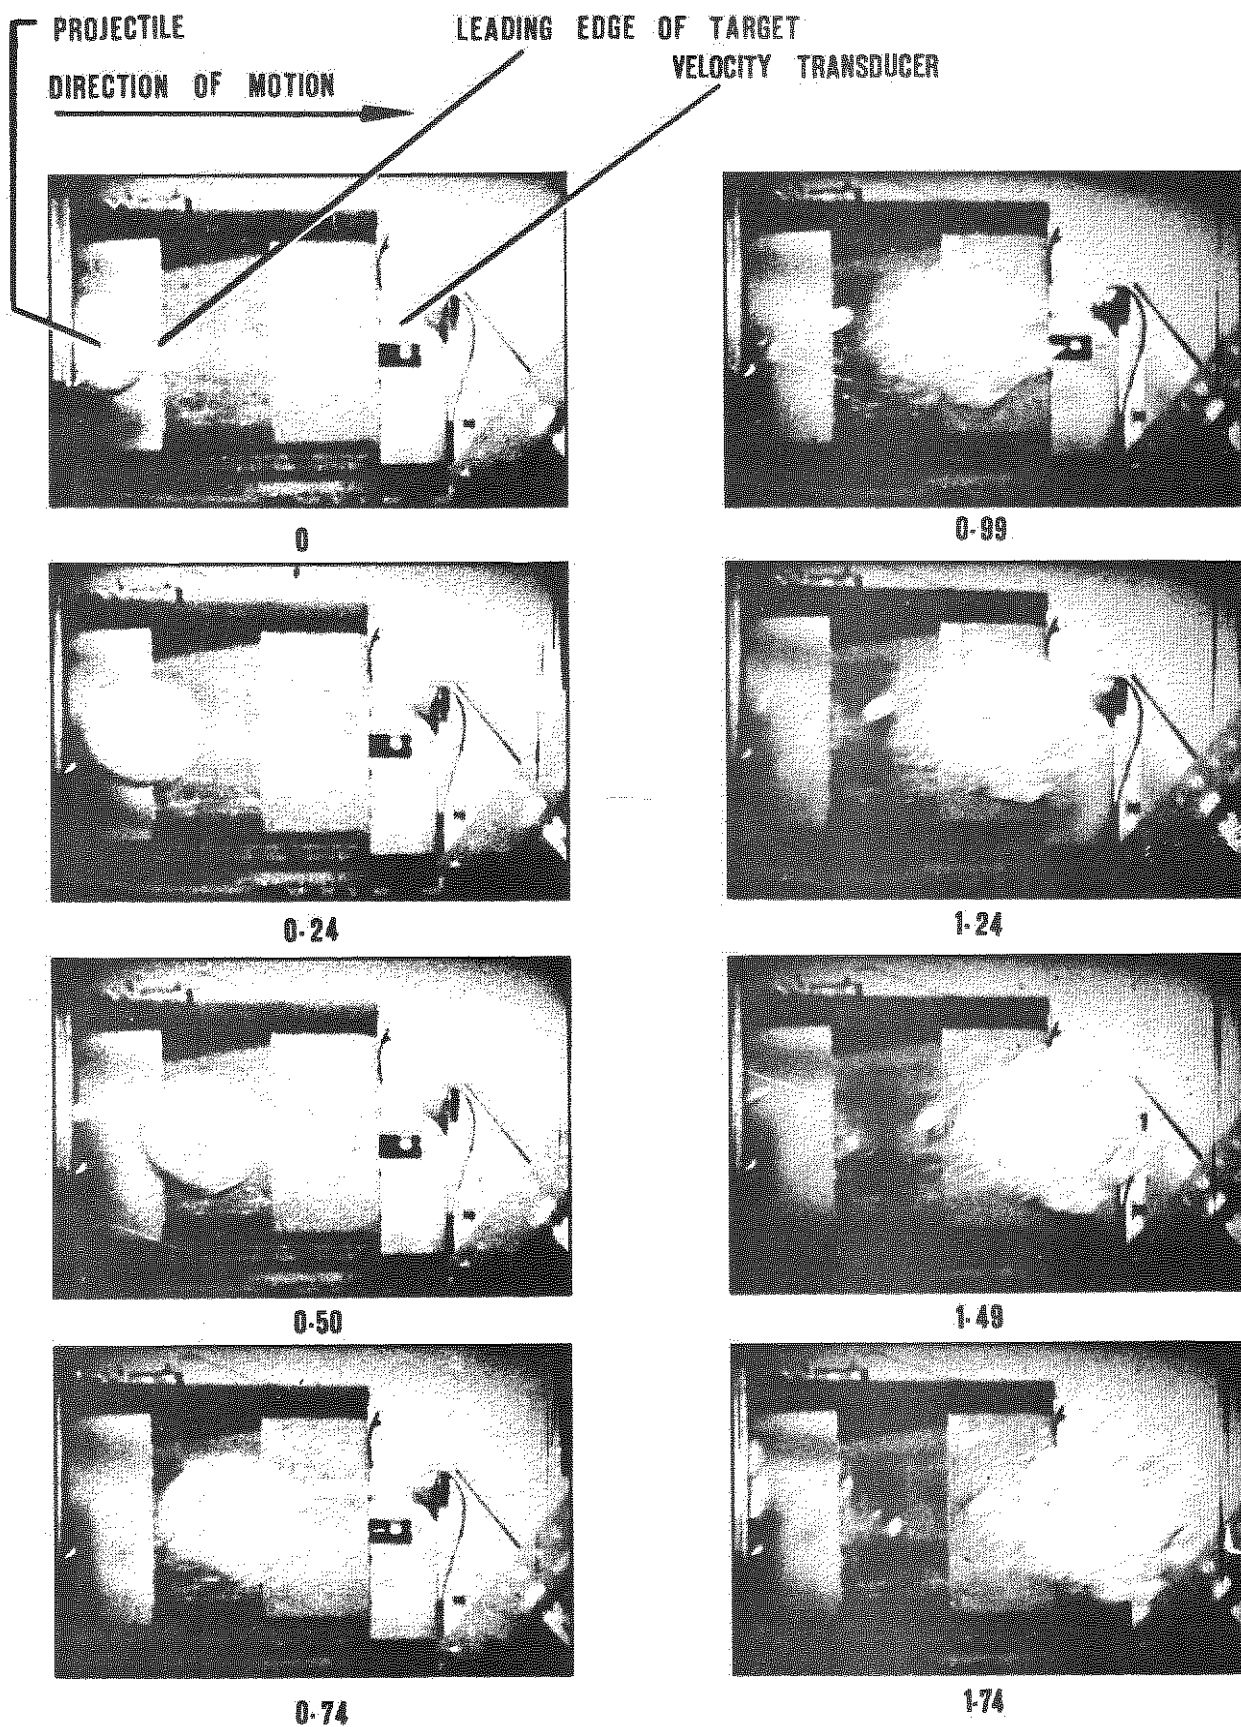 PROJECTILE
LEADING EDGE OF TARGET
VELOCITY TRANSDUCER
DIRECTION OF MOTION
0
0·99
0·24
1·24
0·50
1·49
0·74
1·74